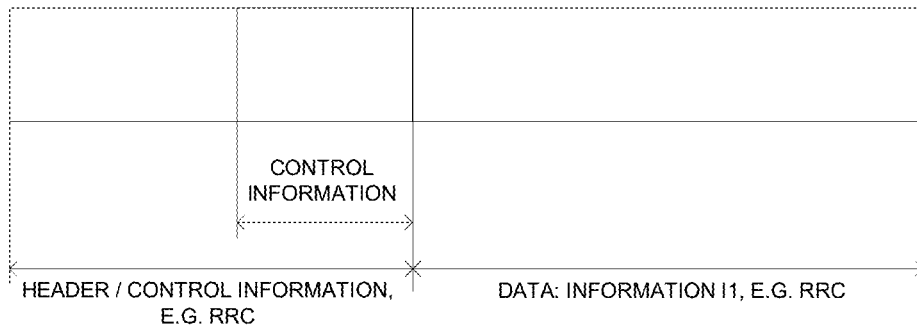 CONTROL
INFORMATION
HEADER / CONTROL INFORMATION,
E.G. RRC
DATA: INFORMATION I1, E.G. RRC